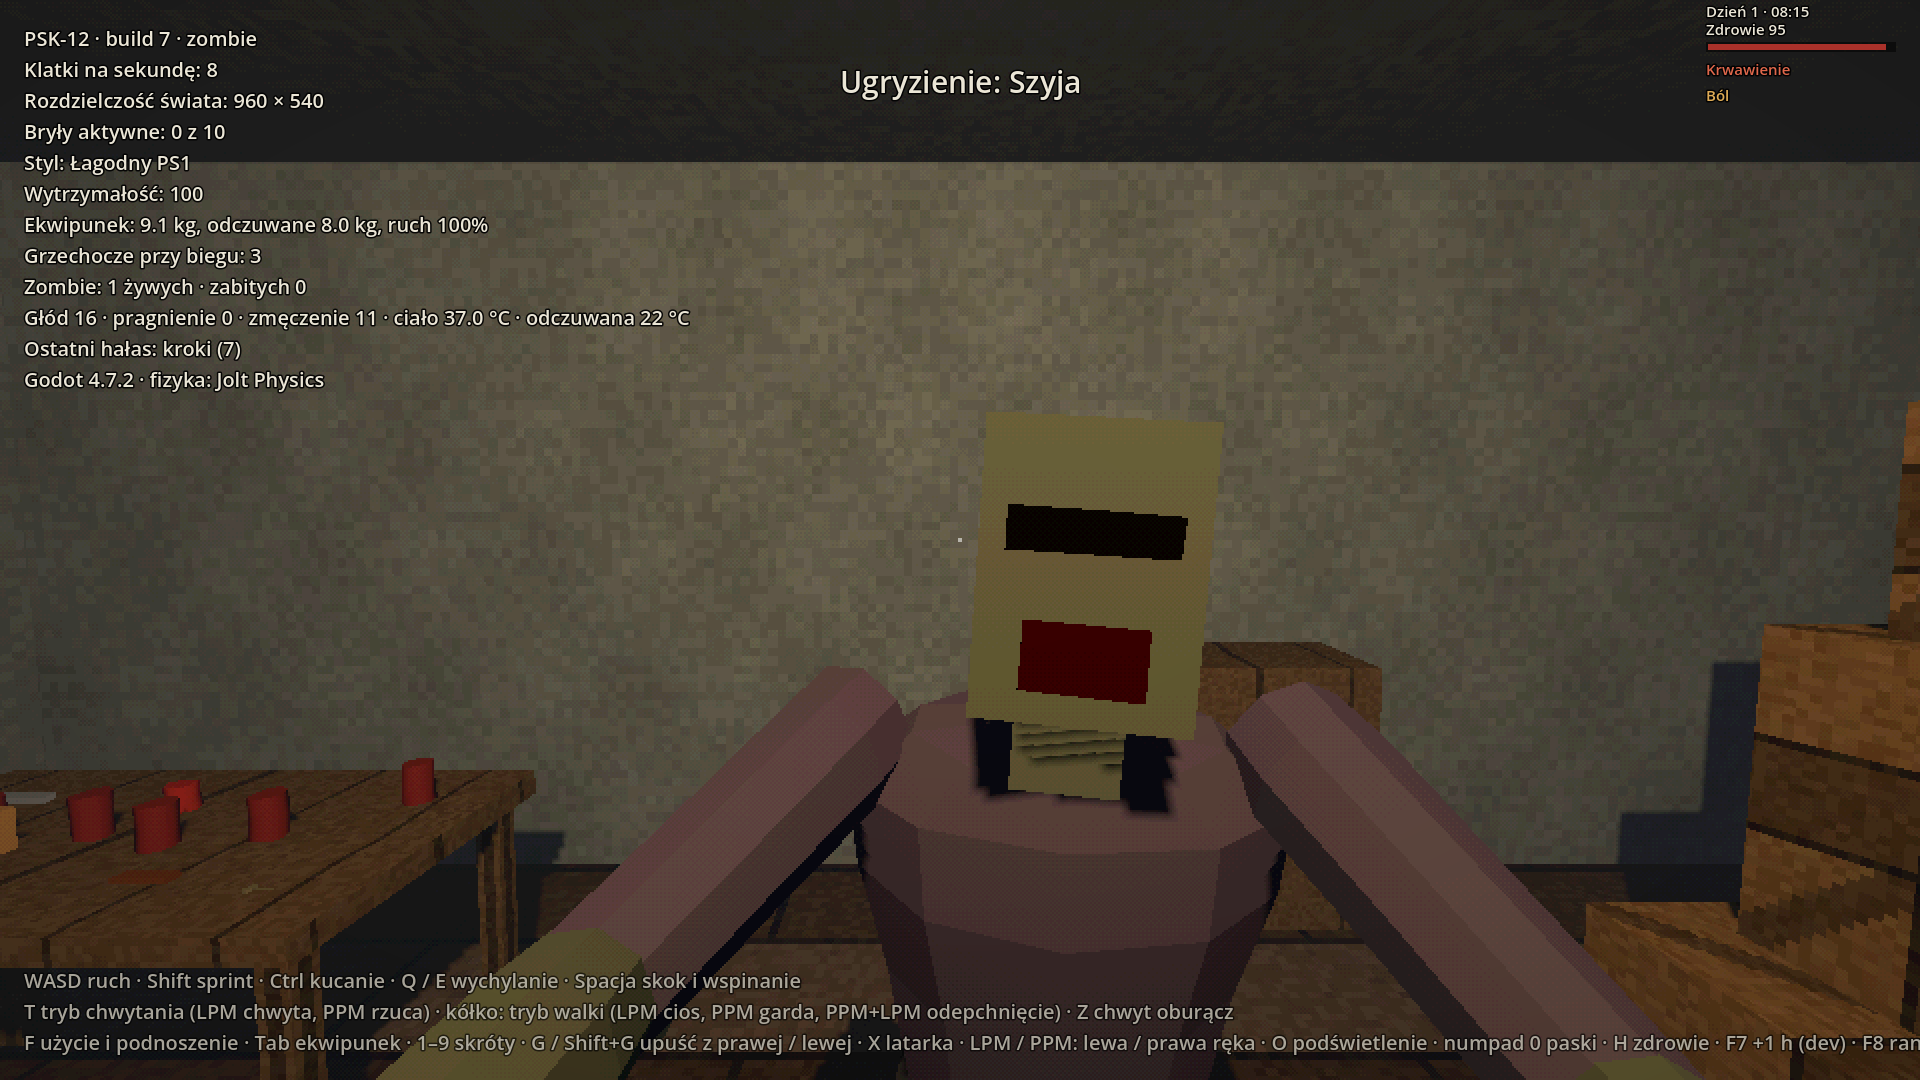 PSK-12 · build 7 · zombie
Klatki na sekundę: 8
Rozdzielczość świata: 960 × 540
Bryły aktywne: 0 z 10
Styl: Łagodny PS1
Wytrzymałość: 100
Ekwipunek: 9.1 kg, odczuwane 8.0 kg, ruch 100%
Grzechocze przy biegu: 3
Zombie: 1 żywych · zabitych 0
Głód 16 · pragnienie 0 · zmęczenie 11 · ciało 37.0 °C · odczuwana 22 °C
Ostatni hałas: kroki (7)
Godot 4.7.2 · fizyka: Jolt Physics
Ugryzienie: Szyja
Dzień 1 · 08:15
Zdrowie 95
Krwawienie
Ból
WASD ruch · Shift sprint · Ctrl kucanie · Q / E wychylanie · Spacja skok i wspinanie
T tryb chwytania (LPM chwyta, PPM rzuca) · kółko: tryb walki (LPM cios, PPM garda, PPM+LPM odepchnięcie) · Z chwyt oburącz
F użycie i podnoszenie · Tab ekwipunek · 1–9 skróty · G / Shift+G upuść z prawej / lewej · X latarka · LPM / PPM: lewa / prawa ręka · O podświetlenie · numpad 0 paski · H zdrowie · F7 +1 h (dev) · F8 ran